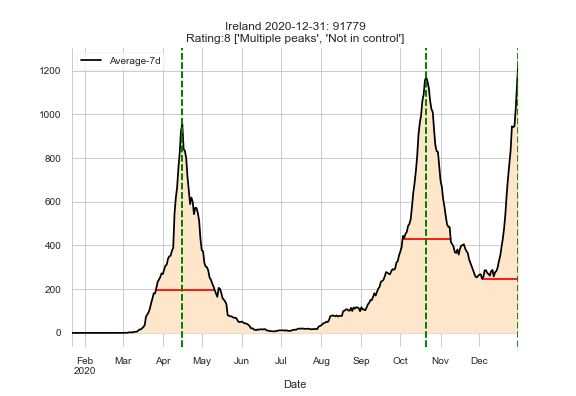 Ireland 2020-12-31: 91779
Rating:8 ['Multiple peaks', 'Not in control']
Average-7d
1200
1000
800
600
400
200
0
Feb Mar Apr May Jun Jul Aug Sep Oct Nov Dec
2020
Date